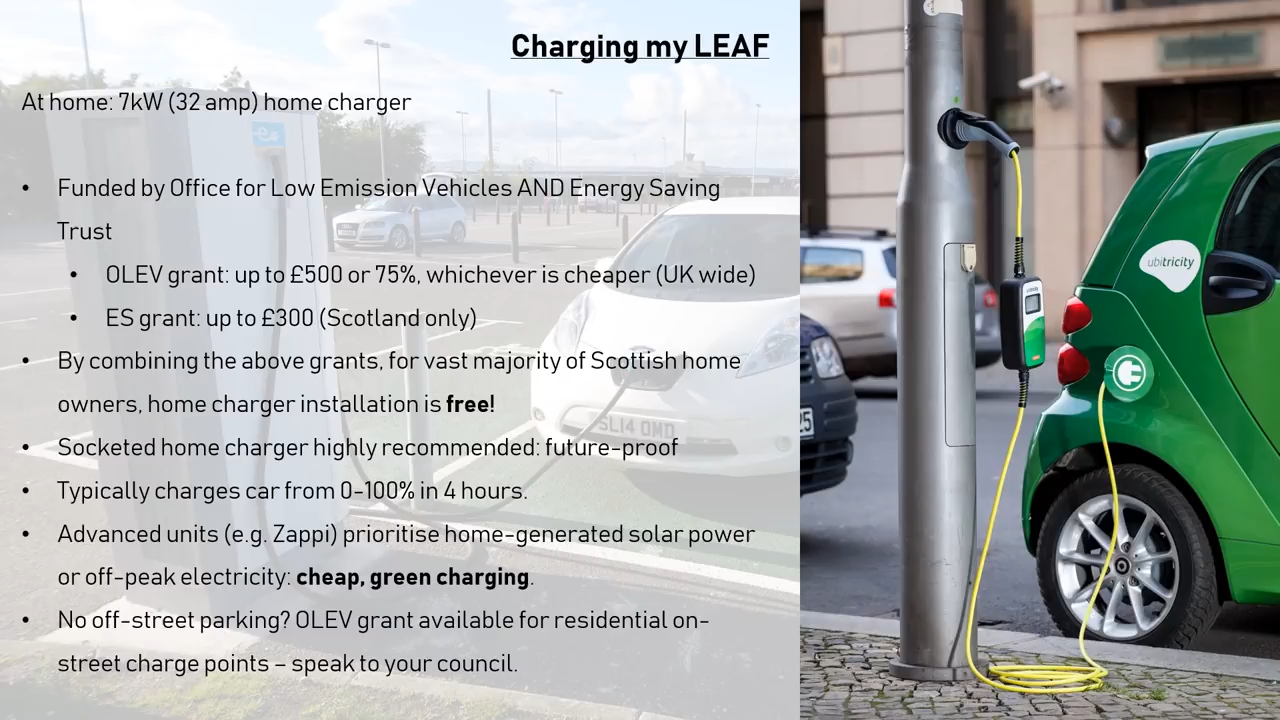 Charging my LEAF
At home: 7kW (32 amp) home charger
• Funded by Office for Low Emission Vehicles AND Energy Saving
Trust
• OLEV grant: up to £500 or 75%, whichever is cheaper (UK wide)
• ES grant: up to £300 (Scotland only)
• By combining the above grants, for vast majority of Scottish home
owners, home charger installation is free!
• Socketed home charger highly recommended: future-proof
• Typically charges car from 0-100% in 4 hours.
• Advanced units (e.g. Zappi) prioritise home-generated solar power
or off-peak electricity: cheap, green charging.
• No off-street parking? OLEV grant available for residential on-
street charge points – speak to your council.
SL14 OMD
ubitricity